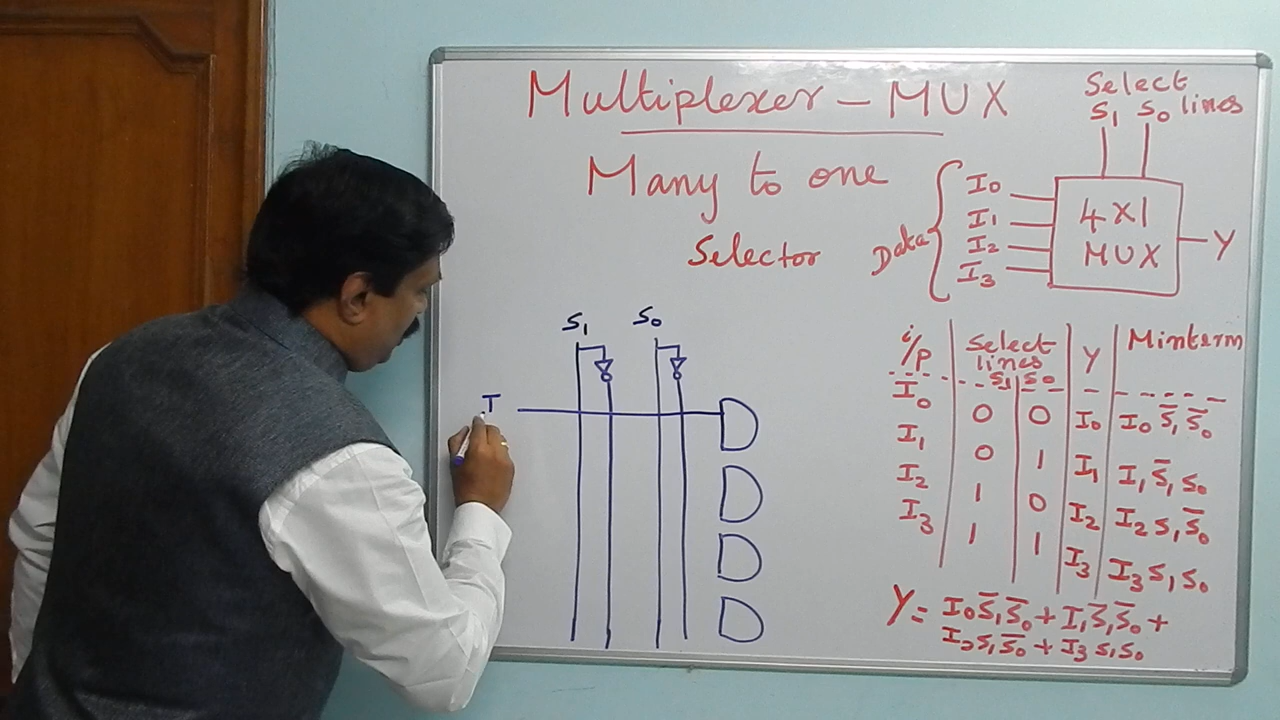 Multiplexer - MUX
Many to one
Selector
Select
lines
S₁ S₀
Data
I₀
I₁
I₂
I₃
4X1
MUX
Y
S₁ S₀
I
i/p Select lines Y Minterm
S₁ S₀
I₀ 0 0 I₀ I₀ S̅₁ S̅₀
I₁ 0 1 I₁ I₁ S̅₁ S₀
I₂ 1 0 I₂ I₂ S₁ S̅₀
I₃ 1 1 I₃ I₃ S₁ S₀
Y = I₀ S̅₁ S̅₀ + I₁ S̅₁ S̅₀ +
I₂ S₁ S̅₀ + I₃ S₁ S₀